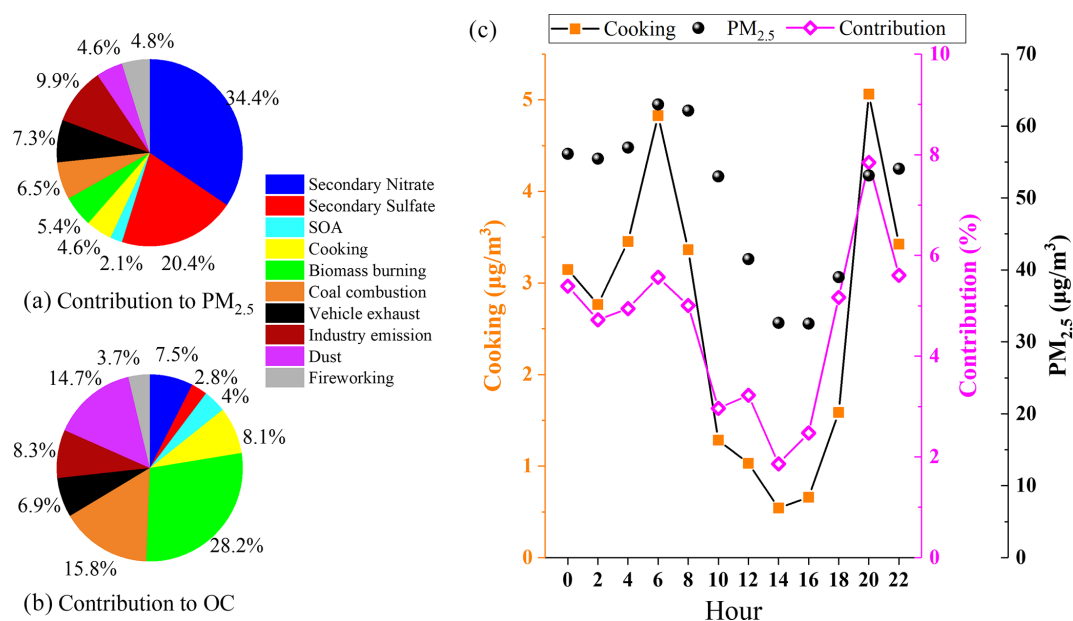 4.6% 4.8%
9.9%
34.4%
7.3%
6.5%
5.4%
4.6%
2.1% 20.4%
(a) Contribution to PM2.5
Secondary Nitrate
Secondary Sulfate
SOA
Cooking
Biomass burning
Coal combustion
Vehicle exhaust
Industry emission
Dust
Fireworking
3.7% 7.5%
14.7% 2.8%
4%
8.3% 8.1%
6.9%
28.2%
15.8%
(b) Contribution to OC
(c)
Cooking PM2.5 Contribution
Cooking (μg/m3)
5
4
3
2
1
0
Contribution (%)
10
8
6
4
2
0
PM2.5 (μg/m3)
70
60
50
40
30
20
10
0
0 2 4 6 8 10 12 14 16 18 20 22
Hour